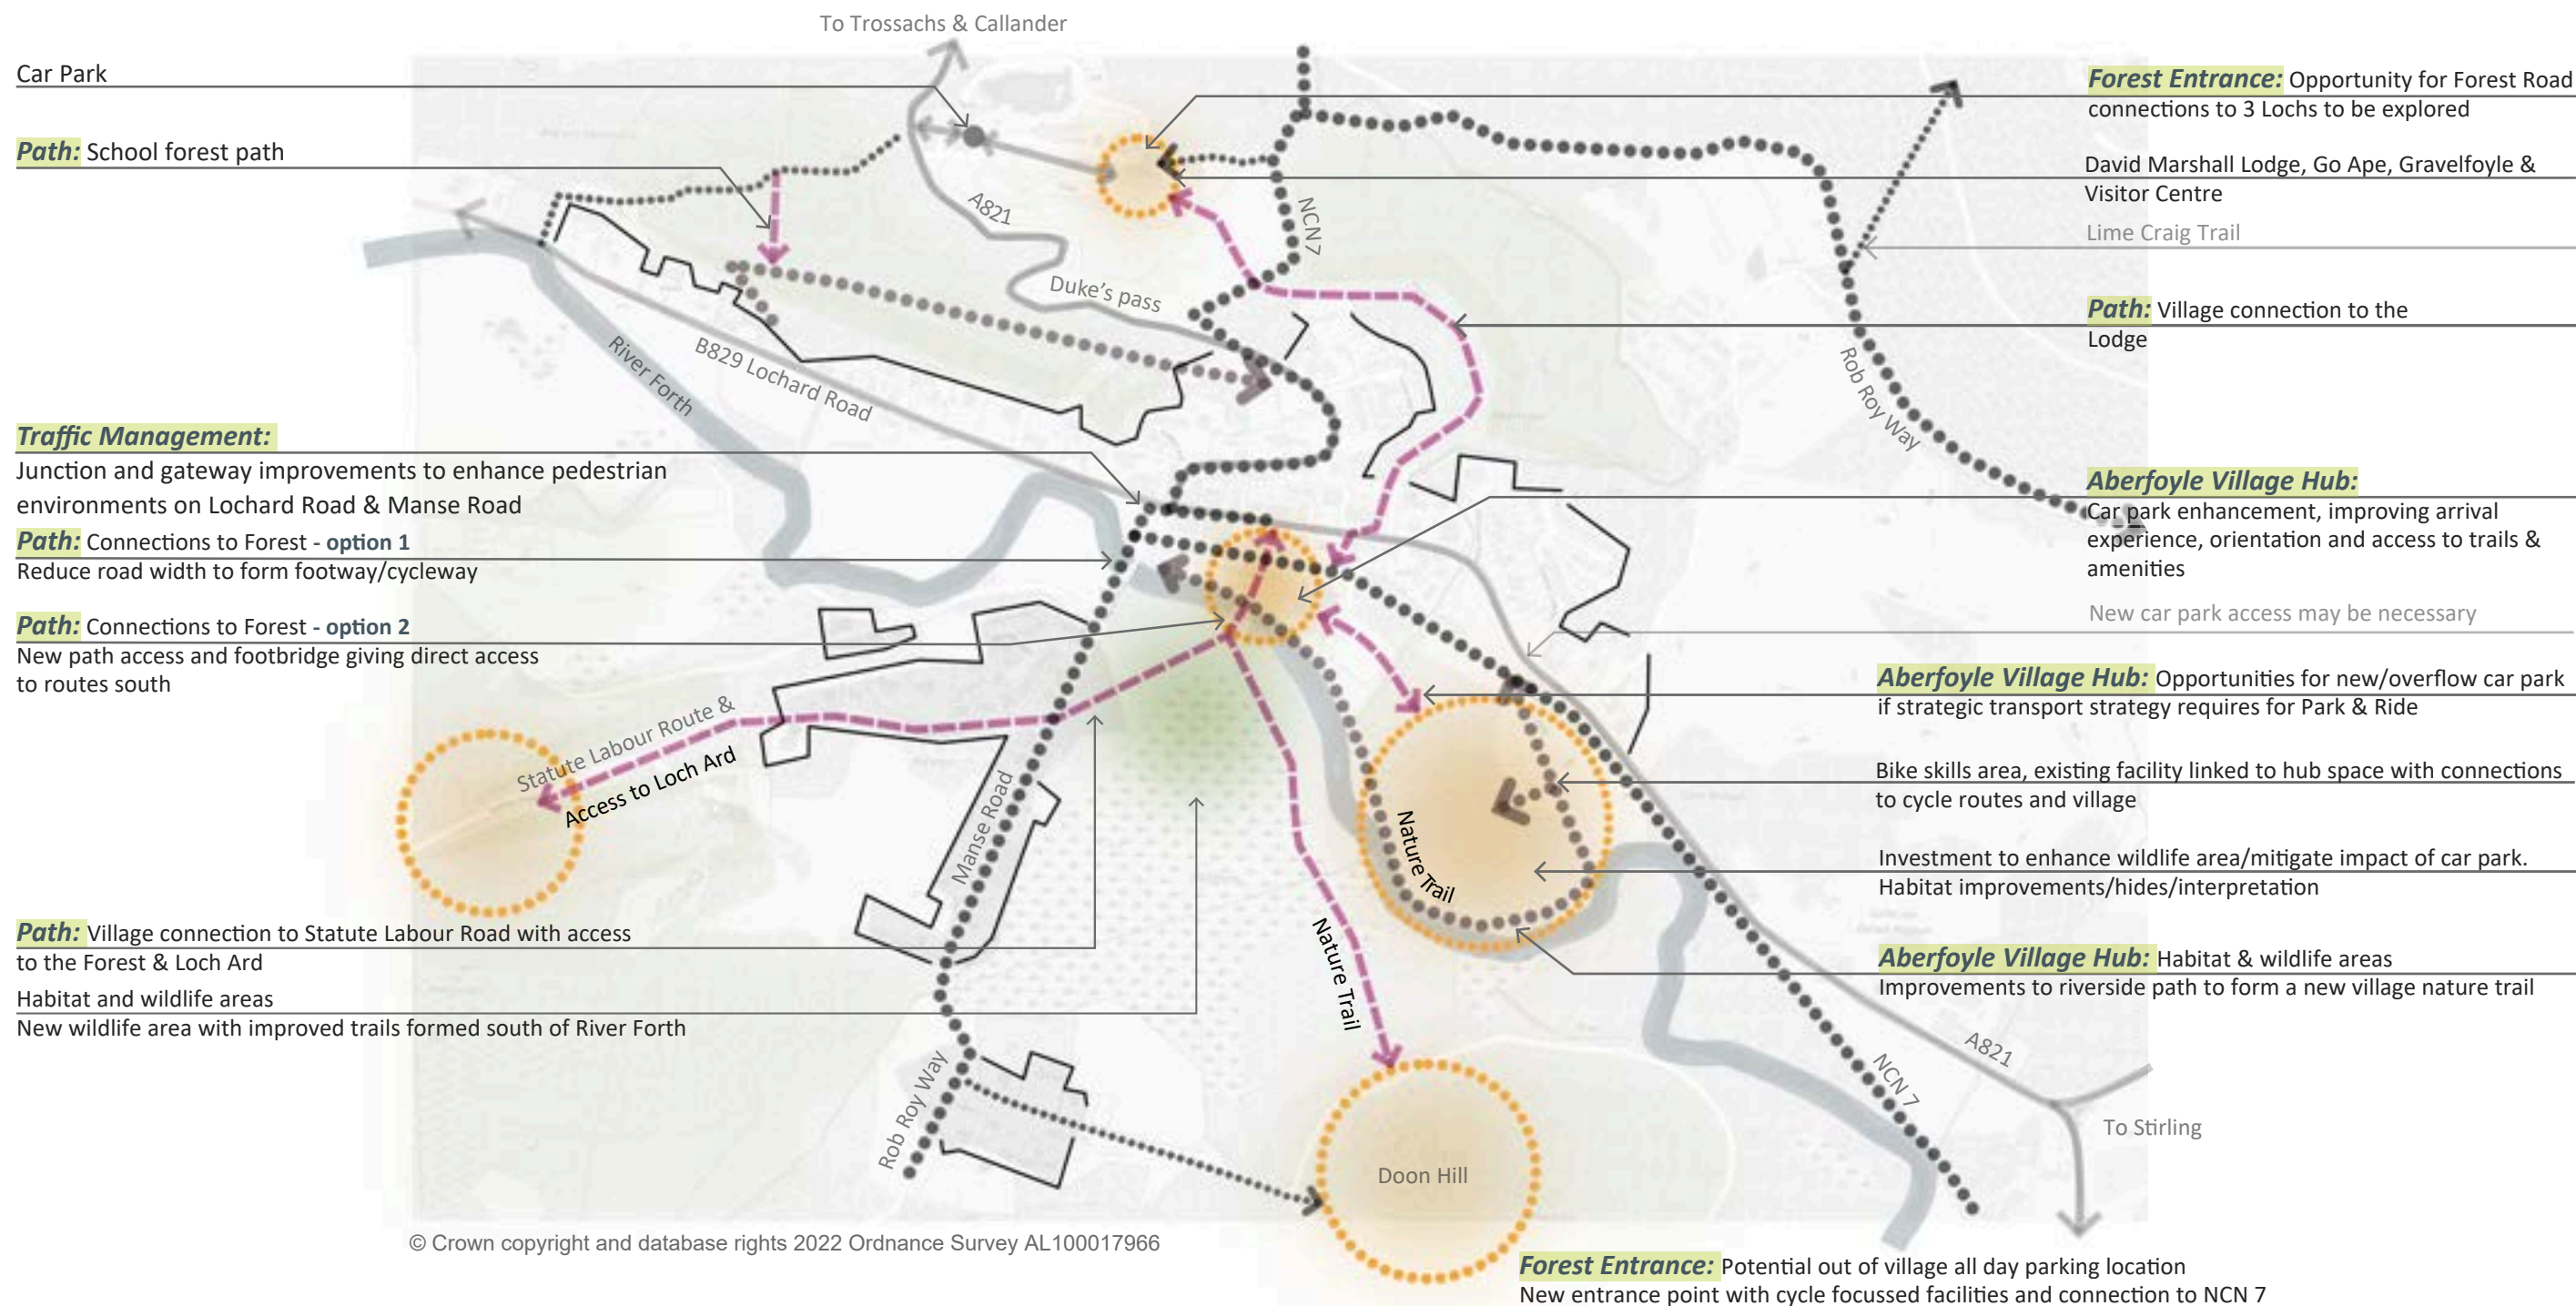 To Trossachs & Callander
Car Park
Path: School forest path
Traffic Management:
Junction and gateway improvements to enhance pedestrian
environments on Lochard Road & Manse Road
Path: Connections to Forest - option 1
Reduce road width to form footway/cycleway
Path: Connections to Forest - option 2
New path access and footbridge giving direct access
to routes south
Path: Village connection to Statute Labour Road with access
to the Forest & Loch Ard
Habitat and wildlife areas
New wildlife area with improved trails formed south of River Forth
A821
NCN7
Duke's pass
River Forth
B829 Lochard Road
Rob Roy Way
Statute Labour Route &
Access to Loch Ard
Manse Road
Nature Trail
Nature Trail
Rob Roy Way
Doon Hill
NCN 7
A821
To Stirling
Forest Entrance: Opportunity for Forest Road
connections to 3 Lochs to be explored
David Marshall Lodge, Go Ape, Gravelfoyle &
Visitor Centre
Lime Craig Trail
Path: Village connection to the
Lodge
Aberfoyle Village Hub:
Car park enhancement, improving arrival
experience, orientation and access to trails &
amenities
New car park access may be necessary
Aberfoyle Village Hub: Opportunities for new/overflow car park
if strategic transport strategy requires for Park & Ride
Bike skills area, existing facility linked to hub space with connections
to cycle routes and village
Investment to enhance wildlife area/mitigate impact of car park.
Habitat improvements/hides/interpretation
Aberfoyle Village Hub: Habitat & wildlife areas
Improvements to riverside path to form a new village nature trail
© Crown copyright and database rights 2022 Ordnance Survey AL100017966
Forest Entrance: Potential out of village all day parking location
New entrance point with cycle focussed facilities and connection to NCN 7